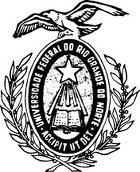 UNIVERSIDADE FEDERAL DO RIO GRANDE DO NORTE
ACCIPIT UT DET